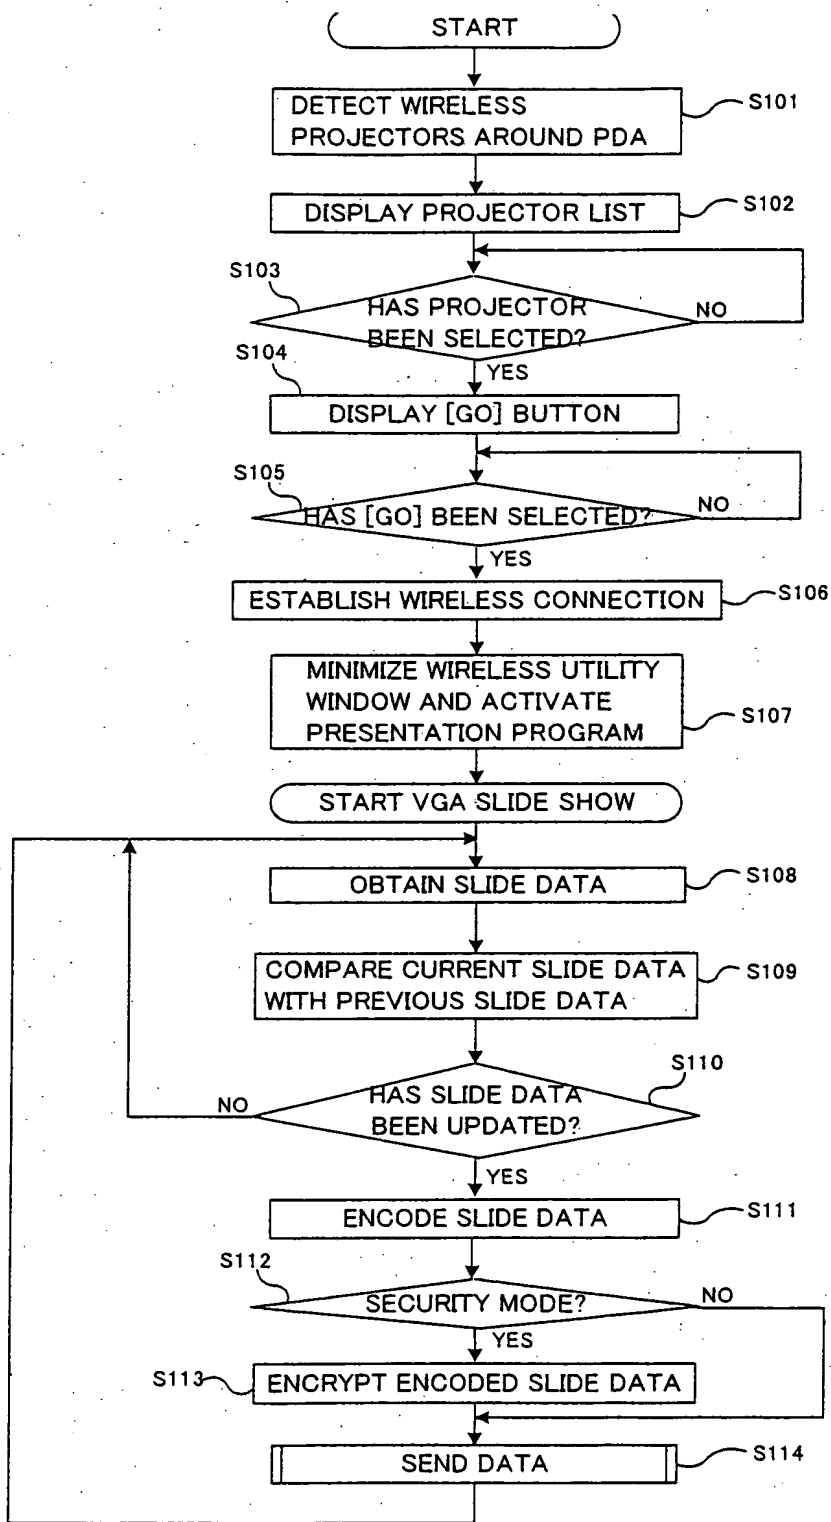 START
DETECT WIRELESS
PROJECTORS AROUND PDA
S101
DISPLAY PROJECTOR LIST
S102
S103
HAS PROJECTOR
BEEN SELECTED?
NO
YES
S104
DISPLAY [GO] BUTTON
S105
HAS [GO] BEEN SELECTED?
NO
YES
ESTABLISH WIRELESS CONNECTION
S106
MINIMIZE WIRELESS UTILITY
WINDOW AND ACTIVATE
PRESENTATION PROGRAM
S107
START VGA SLIDE SHOW
OBTAIN SLIDE DATA
S108
COMPARE CURRENT SLIDE DATA
WITH PREVIOUS SLIDE DATA
S109
S110
HAS SLIDE DATA
BEEN UPDATED?
NO
YES
ENCODE SLIDE DATA
S111
S112
SECURITY MODE?
NO
YES
S113
ENCRYPT ENCODED SLIDE DATA
SEND DATA
S114